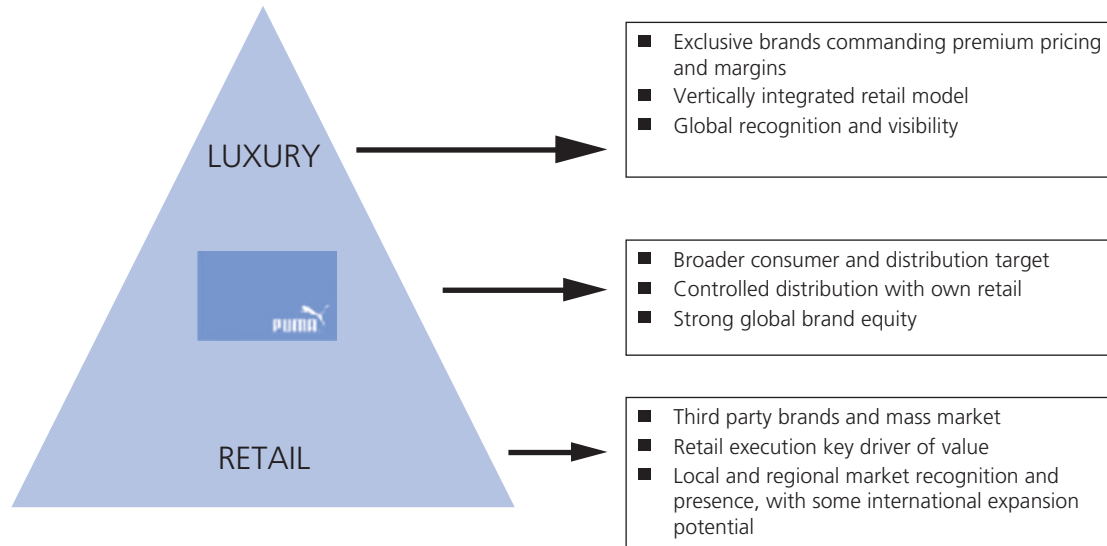 LUXURY
■ Exclusive brands commanding premium pricing
and margins
■ Vertically integrated retail model
■ Global recognition and visibility
PUMA
■ Broader consumer and distribution target
■ Controlled distribution with own retail
■ Strong global brand equity
RETAIL
■ Third party brands and mass market
■ Retail execution key driver of value
■ Local and regional market recognition and
presence, with some international expansion
potential